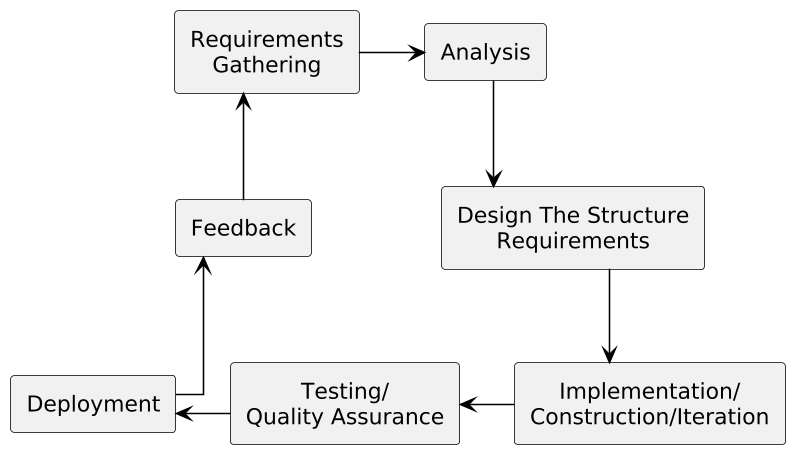 Requirements
Gathering
Analysis
Design The Structure
Requirements
Feedback
Deployment
Testing/
Quality Assurance
Implementation/
Construction/Iteration